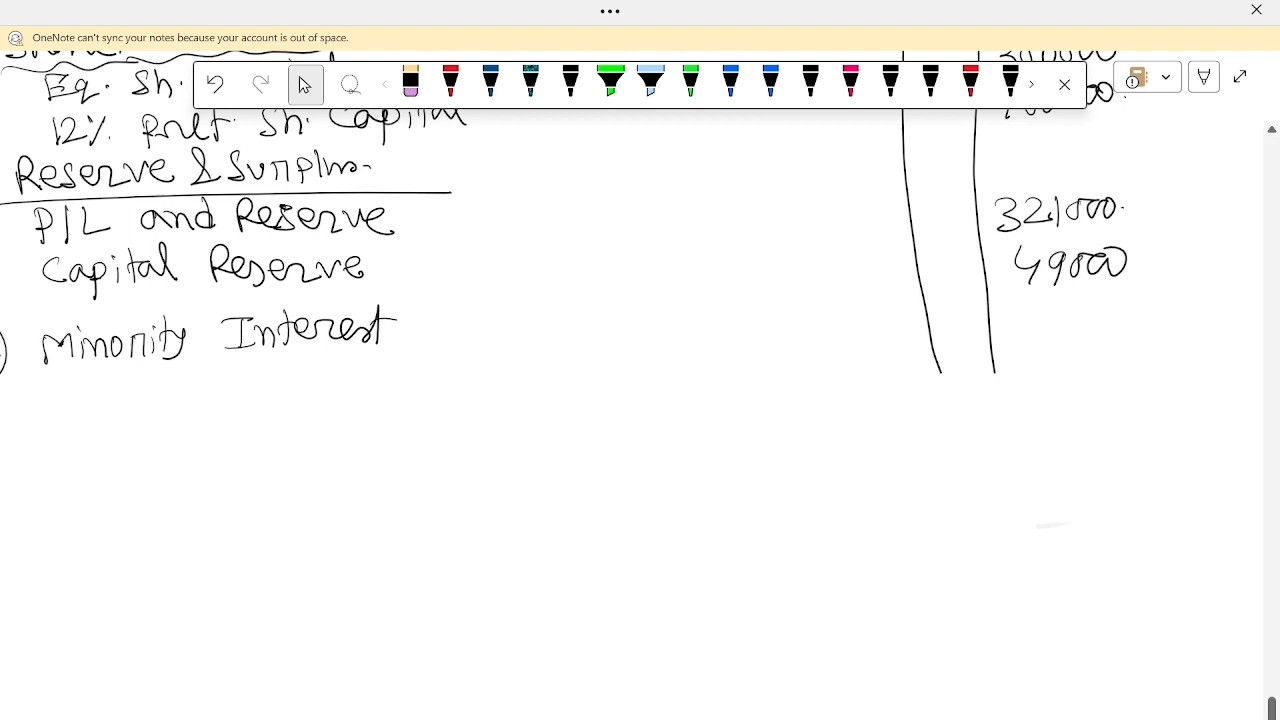 OneNote can't sync your notes because your account is out of space.
Eq. Sh.
12% Pref. Sh. Capital
Reserve & Surplus
P/L and Reserve 321000
Capital Reserve 49000
Minority Interest